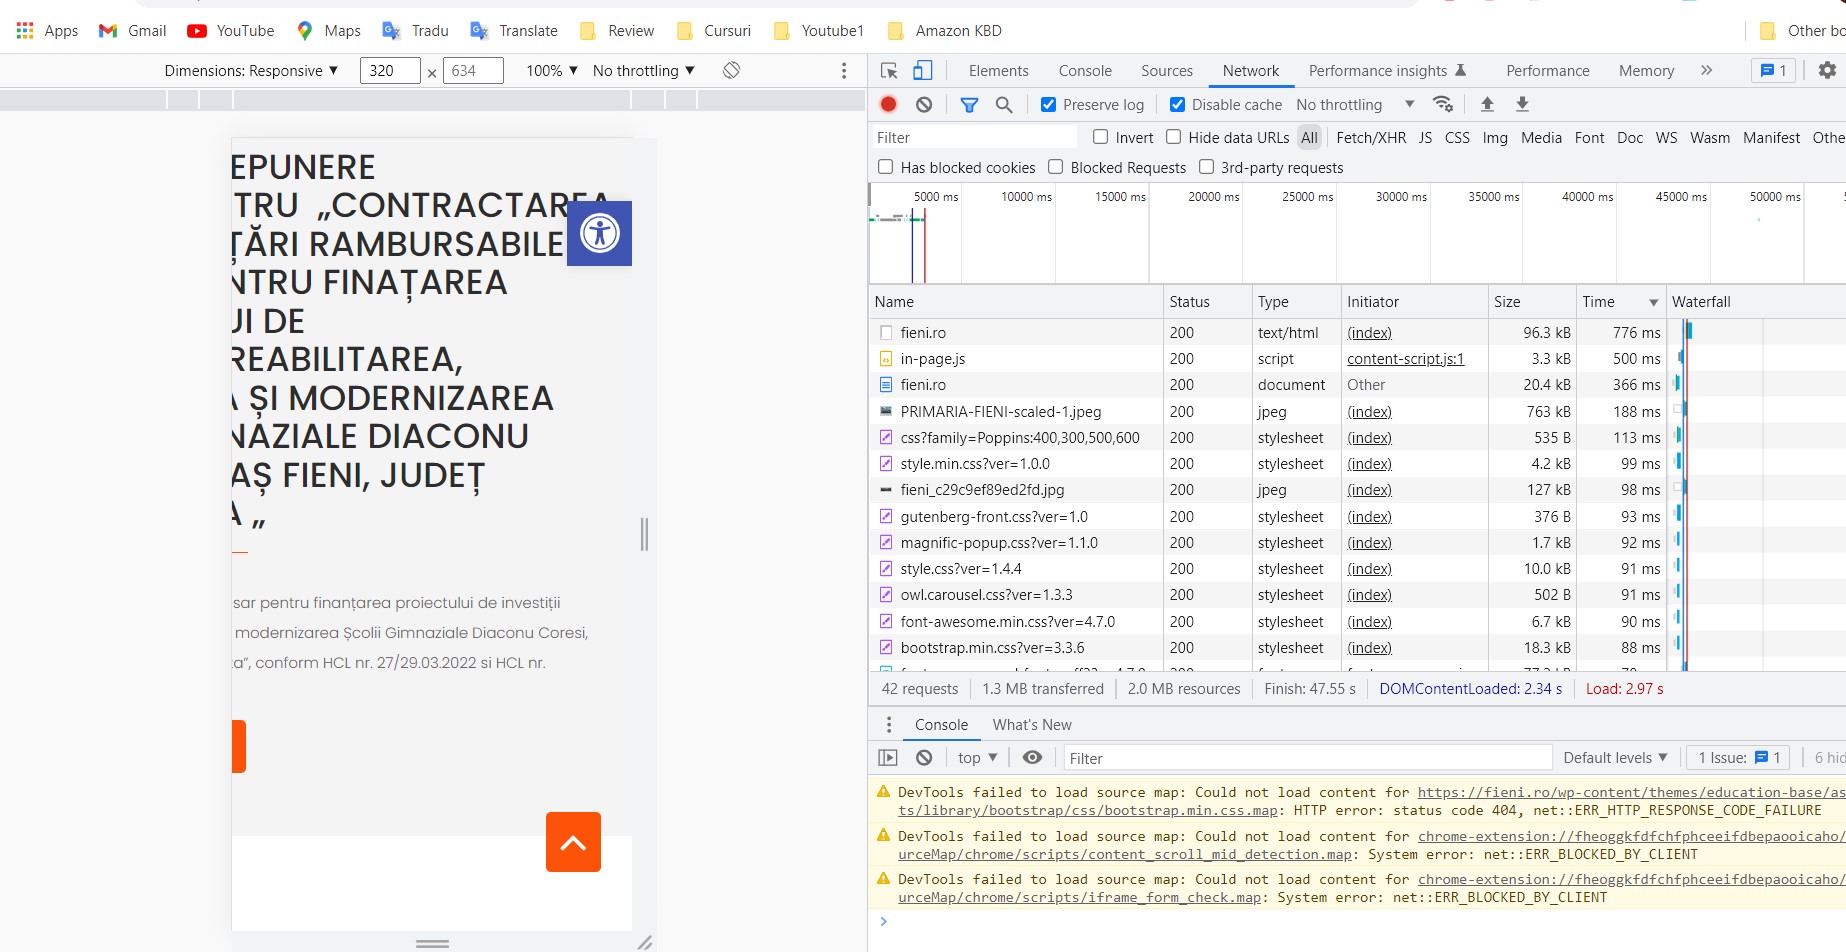 Apps Gmail YouTube Maps Tradu Translate Review Cursuri Youtube1 Amazon KBD Other bo
Dimensions: Responsive 320 × 634 100% No throttling
EPUNERE
TRU „CONTRACTAREA
ȚĂRI RAMBURSABILE
NTRU FINAȚAREA
UI DE
REABILITAREA,
A ȘI MODERNIZAREA
NAZIALE DIACONU
AȘ FIENI, JUDEȚ
A „
sar pentru finanțarea proiectului de investiții
modernizarea Școlii Gimnaziale Diaconu Coresi,
ța”, conform HCL nr. 27/29.03.2022 si HCL nr.
Elements Console Sources Network Performance insights Performance Memory 1
Preserve log Disable cache No throttling
Filter Invert Hide data URLs All Fetch/XHR JS CSS Img Media Font Doc WS Wasm Manifest Othe
Has blocked cookies Blocked Requests 3rd-party requests
5000 ms 10000 ms 15000 ms 20000 ms 25000 ms 30000 ms 35000 ms 40000 ms 45000 ms 50000 ms
Name Status Type Initiator Size Time Waterfall
fieni.ro 200 text/html (index) 96.3 kB 776 ms
in-page.js 200 script content-script.js:1 3.3 kB 500 ms
fieni.ro 200 document Other 20.4 kB 366 ms
PRIMARIA-FIENI-scaled-1.jpeg 200 jpeg (index) 763 kB 188 ms
css?family=Poppins:400,300,500,600 200 stylesheet (index) 535 B 113 ms
style.min.css?ver=1.0.0 200 stylesheet (index) 4.2 kB 99 ms
fieni_c29c9ef89ed2fd.jpg 200 jpeg (index) 127 kB 98 ms
gutenberg-front.css?ver=1.0 200 stylesheet (index) 376 B 93 ms
magnific-popup.css?ver=1.1.0 200 stylesheet (index) 1.7 kB 92 ms
style.css?ver=1.4.4 200 stylesheet (index) 10.0 kB 91 ms
owl.carousel.css?ver=1.3.3 200 stylesheet (index) 502 B 91 ms
font-awesome.min.css?ver=4.7.0 200 stylesheet (index) 6.7 kB 90 ms
bootstrap.min.css?ver=3.3.6 200 stylesheet (index) 18.3 kB 88 ms
42 requests 1.3 MB transferred 2.0 MB resources Finish: 47.55 s DOMContentLoaded: 2.34 s Load: 2.97 s
Console What's New
top Filter Default levels 1 Issue: 1 6 hid
DevTools failed to load source map: Could not load content for https://fieni.ro/wp-content/themes/education-base/as
ts/library/bootstrap/css/bootstrap.min.css.map: HTTP error: status code 404, net::ERR_HTTP_RESPONSE_CODE_FAILURE
DevTools failed to load source map: Could not load content for chrome-extension://fheoggkfdfchfphceeifdbepaooicaho/
urceMap/chrome/scripts/content_scroll_mid_detection.map: System error: net::ERR_BLOCKED_BY_CLIENT
DevTools failed to load source map: Could not load content for chrome-extension://fheoggkfdfchfphceeifdbepaooicaho/
urceMap/chrome/scripts/iframe_form_check.map: System error: net::ERR_BLOCKED_BY_CLIENT